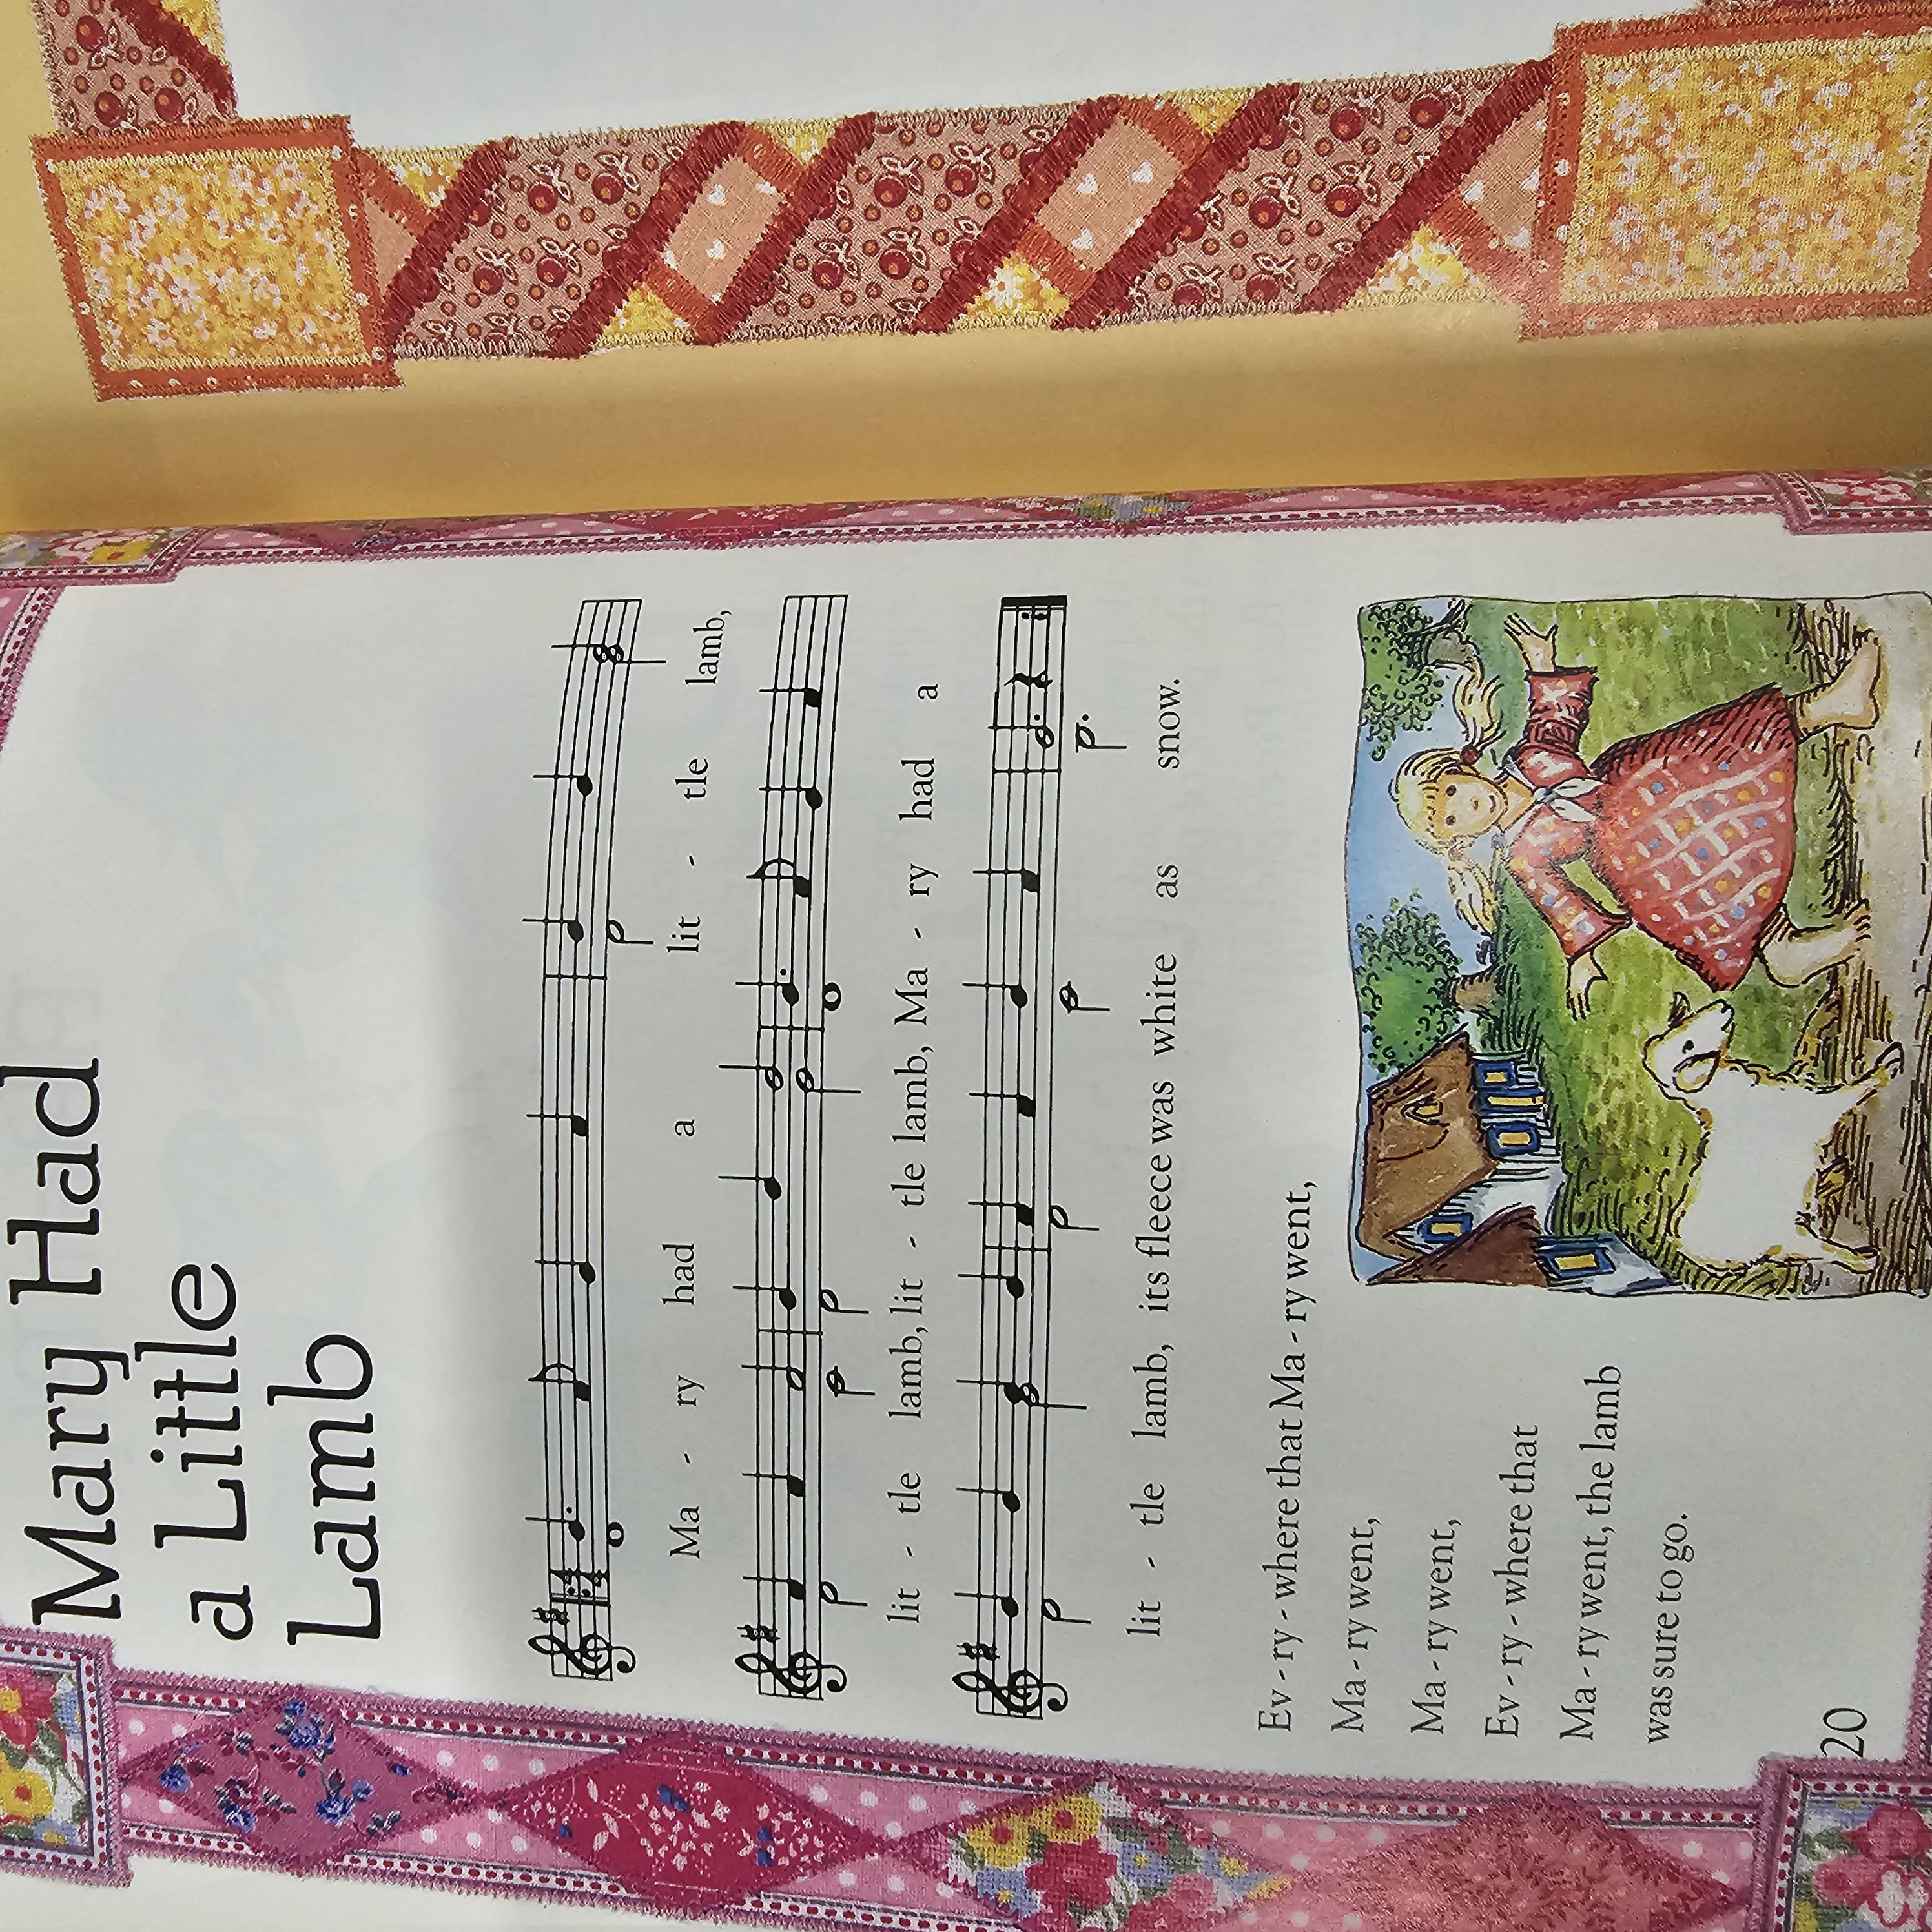 Mary Had
a Little
Lamb
4
4
Ma - ry had a lit - tle lamb,
lit - tle lamb, lit - tle lamb, Ma - ry had a
lit - tle lamb, its fleece was white as snow.
Ev - ry - where that Ma - ry went,
Ma - ry went,
Ma - ry went,
Ev - ry - where that
Ma - ry went, the lamb
was sure to go.
20